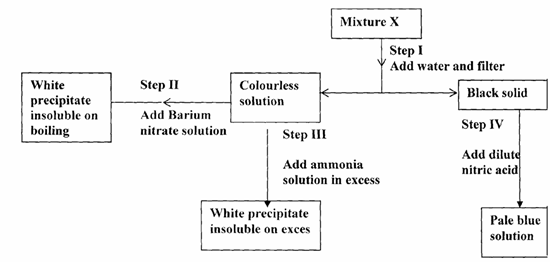 Mixture X
Step I
Add water and filter
White
precipitate
insoluble on
boiling
Step II
Add Barium
nitrate solution
Colourless
solution
Black solid
Step III
Add ammonia
solution in excess
Step IV
Add dilute
nitric acid
White precipitate
insoluble on exces
Pale blue
solution